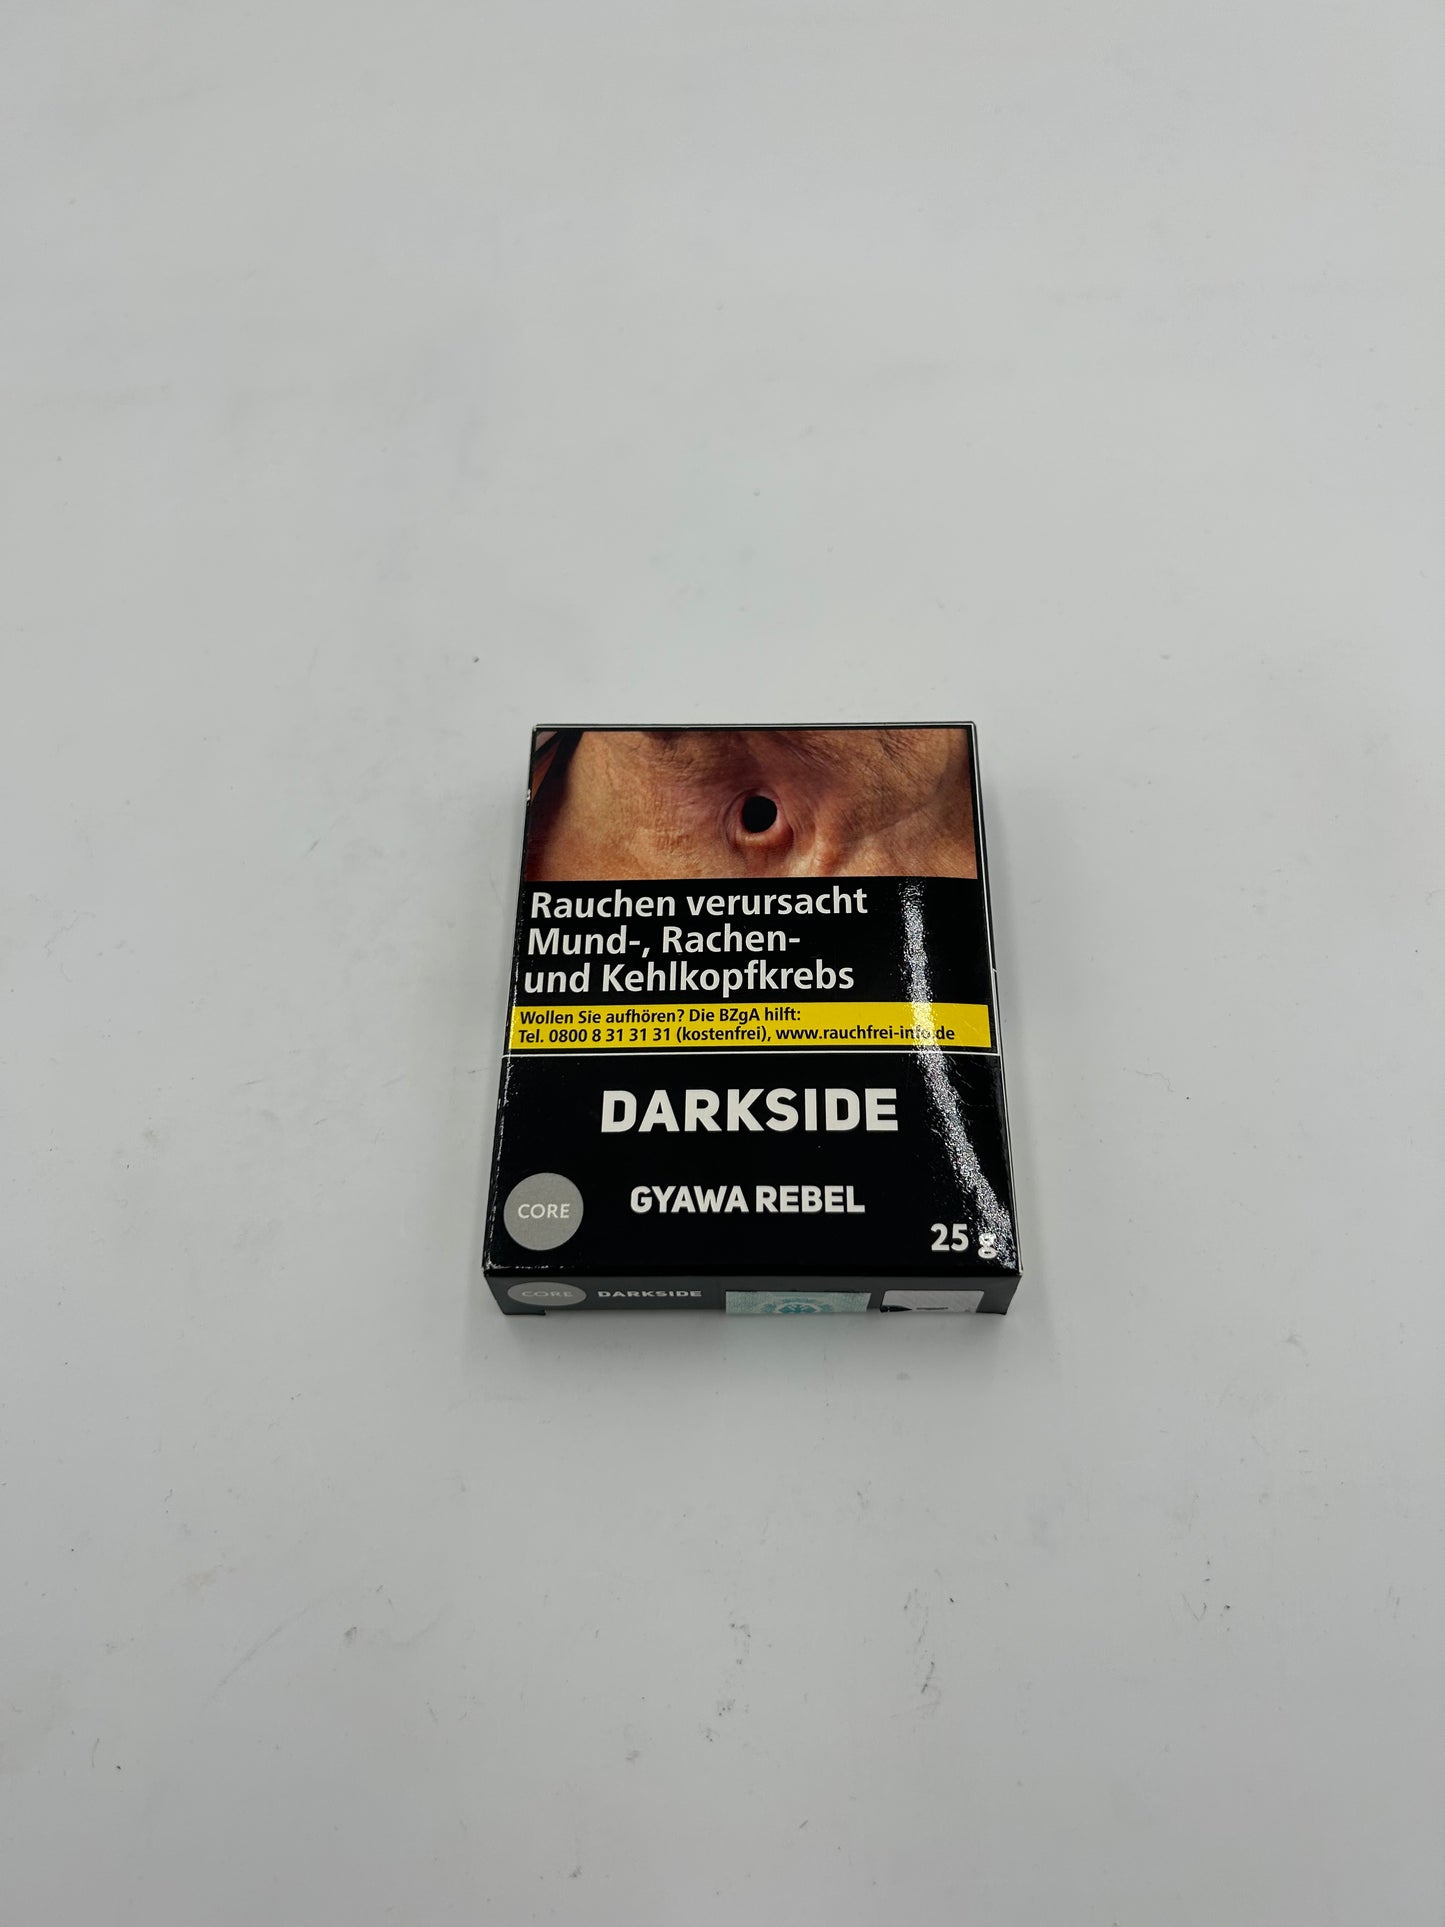 Rauchen verursacht
Mund-, Rachen-
und Kehlkopfkrebs
Wollen Sie aufhören? Die BZgA hilft:
Tel. 0800 8 31 31 31 (kostenfrei), www.rauchfrei-info.de
DARKSIDE
GYAWA REBEL
CORE
25 g
CORE DARKSIDE